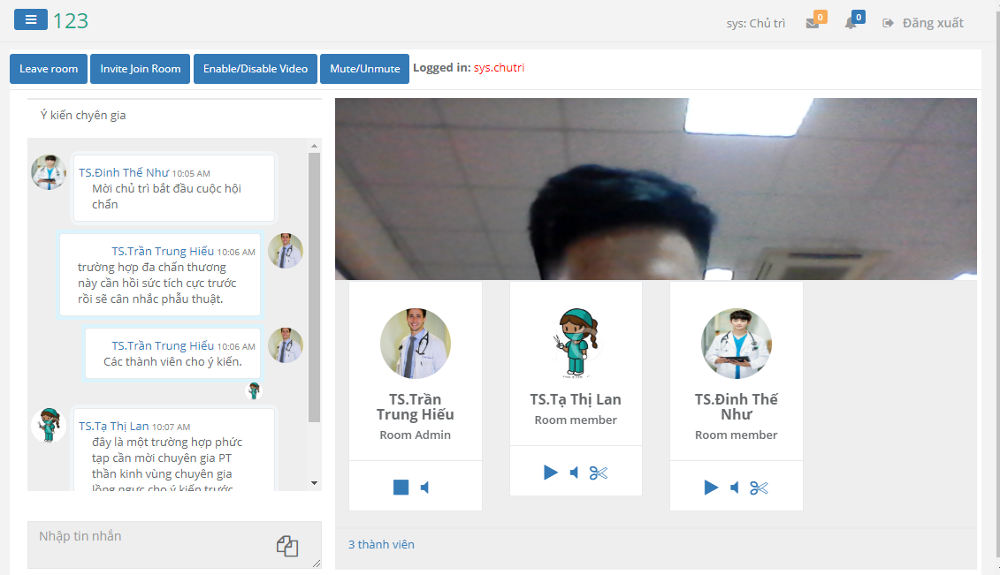 123
sys: Chủ trì
0
0
Đăng xuất
Leave room
Invite Join Room
Enable/Disable Video
Mute/Unmute
Logged in: sys.chutri
Ý kiến chyên gia
TS.Đinh Thế Như 10:05 AM
Mời chủ trì bắt đầu cuộc hội
chẩn
TS.Trần Trung Hiếu 10:06 AM
trường hợp đa chấn thương
này cần hồi sức tích cực trước
rồi sẽ cân nhắc phẫu thuật.
TS.Trần Trung Hiếu 10:06 AM
Các thành viên cho ý kiến.
TS.Tạ Thị Lan 10:07 AM
đây là một trường hợp phức
tạp cần mời chuyên gia PT
thần kinh vùng chuyên gia
lồng ngực cho ý kiến trước
Nhập tin nhắn
TS.Trần
Trung Hiếu
Room Admin
TS.Tạ Thị Lan
Room member
TS.Đinh Thế
Như
Room member
3 thành viên